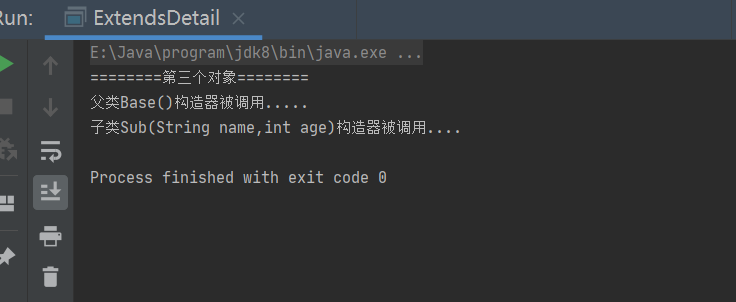 Run: ExtendsDetail
E:\Java\program\jdk8\bin\java.exe ...
========第三个对象========
父类Base()构造器被调用.....
子类Sub(String name,int age)构造器被调用....
Process finished with exit code 0